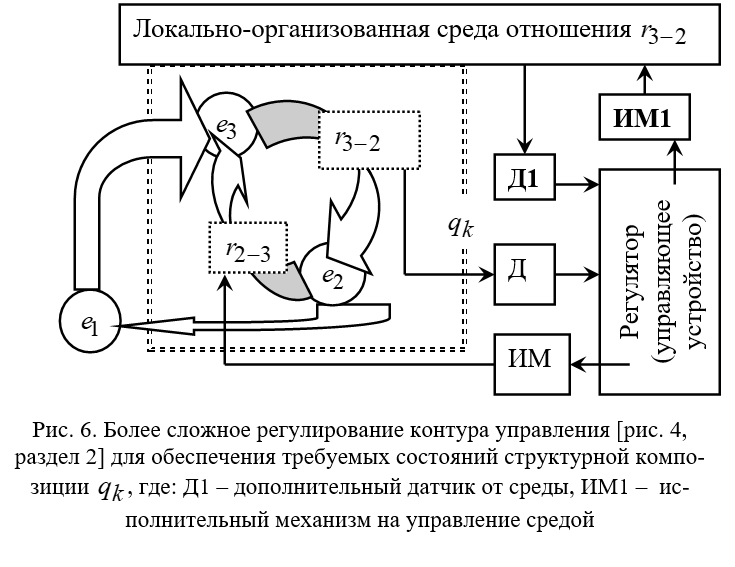 Локально-организованная среда отношения r3−2
e3
r3−2
ИМ1
Д1
qk
r2−3
e2
Д
Регулятор
(управляющее
устройство)
e1
ИМ
Рис. 6. Более сложное регулирование контура управления [рис. 4,
раздел 2] для обеспечения требуемых состояний структурной компо-
зиции qk, где: Д1 – дополнительный датчик от среды, ИМ1 – ис-
полнительный механизм на управление средой